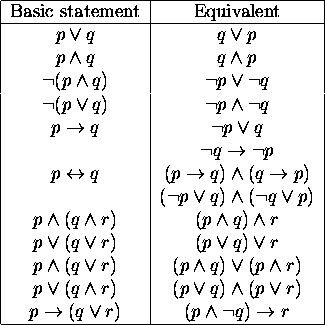 Basic statement Equivalent
p ∨ q q ∨ p
p ∧ q q ∧ p
¬(p ∧ q) ¬p ∨ ¬q
¬(p ∨ q) ¬p ∧ ¬q
p → q ¬p ∨ q
¬q → ¬p
p ↔ q (p → q) ∧ (q → p)
(¬p ∨ q) ∧ (¬q ∨ p)
p ∧ (q ∧ r) (p ∧ q) ∧ r
p ∨ (q ∨ r) (p ∨ q) ∨ r
p ∧ (q ∨ r) (p ∧ q) ∨ (p ∧ r)
p ∨ (q ∧ r) (p ∨ q) ∧ (p ∨ r)
p → (q ∨ r) (p ∧ ¬q) → r